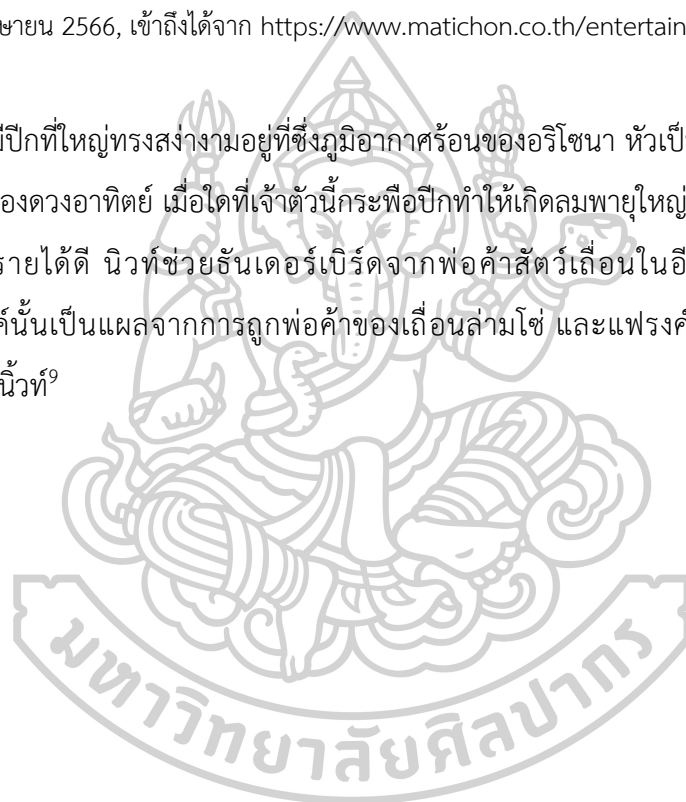 ษายน 2566, เข้าถึงได้จาก https://www.matichon.co.th/entertain
มีปีกที่ใหญ่ทรงสง่างามอยู่ที่ซึ่งภูมิอากาศร้อนของอริโซนา หัวเป็
องดวงอาทิตย์ เมื่อใดที่เจ้าตัวนี้กระพือปีกทำให้เกิดลมพายุใหญ่
รายได้ดี นิวท์ช่วยธันเดอร์เบิร์ดจากพ่อค้าสัตว์เถื่อนในอี
ค์นั้นเป็นแผลจากการถูกพ่อค้าของเถื่อนล่ามโซ่ และแฟรงค์
นิ้วท์9
มหาวิทยาลัยศิลปากร